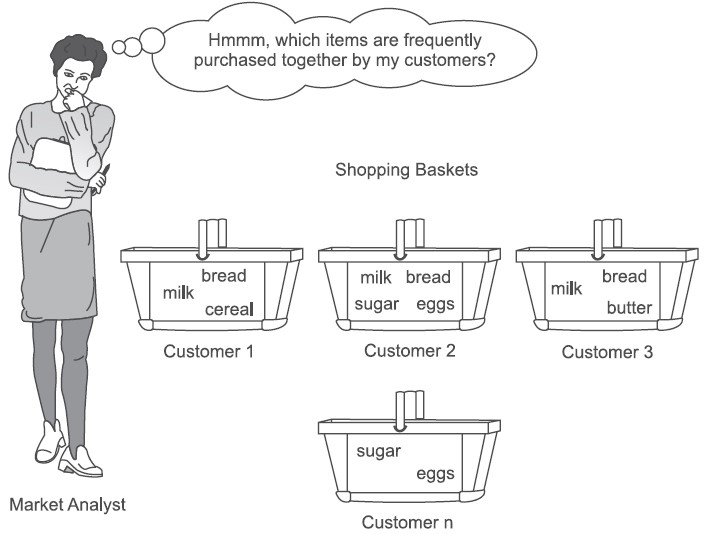 Hmmm, which items are frequently
purchased together by my customers?
Shopping Baskets
bread
milk
cereal
Customer 1
milk bread
sugar eggs
Customer 2
bread
milk
butter
Customer 3
sugar
eggs
Customer n
Market Analyst